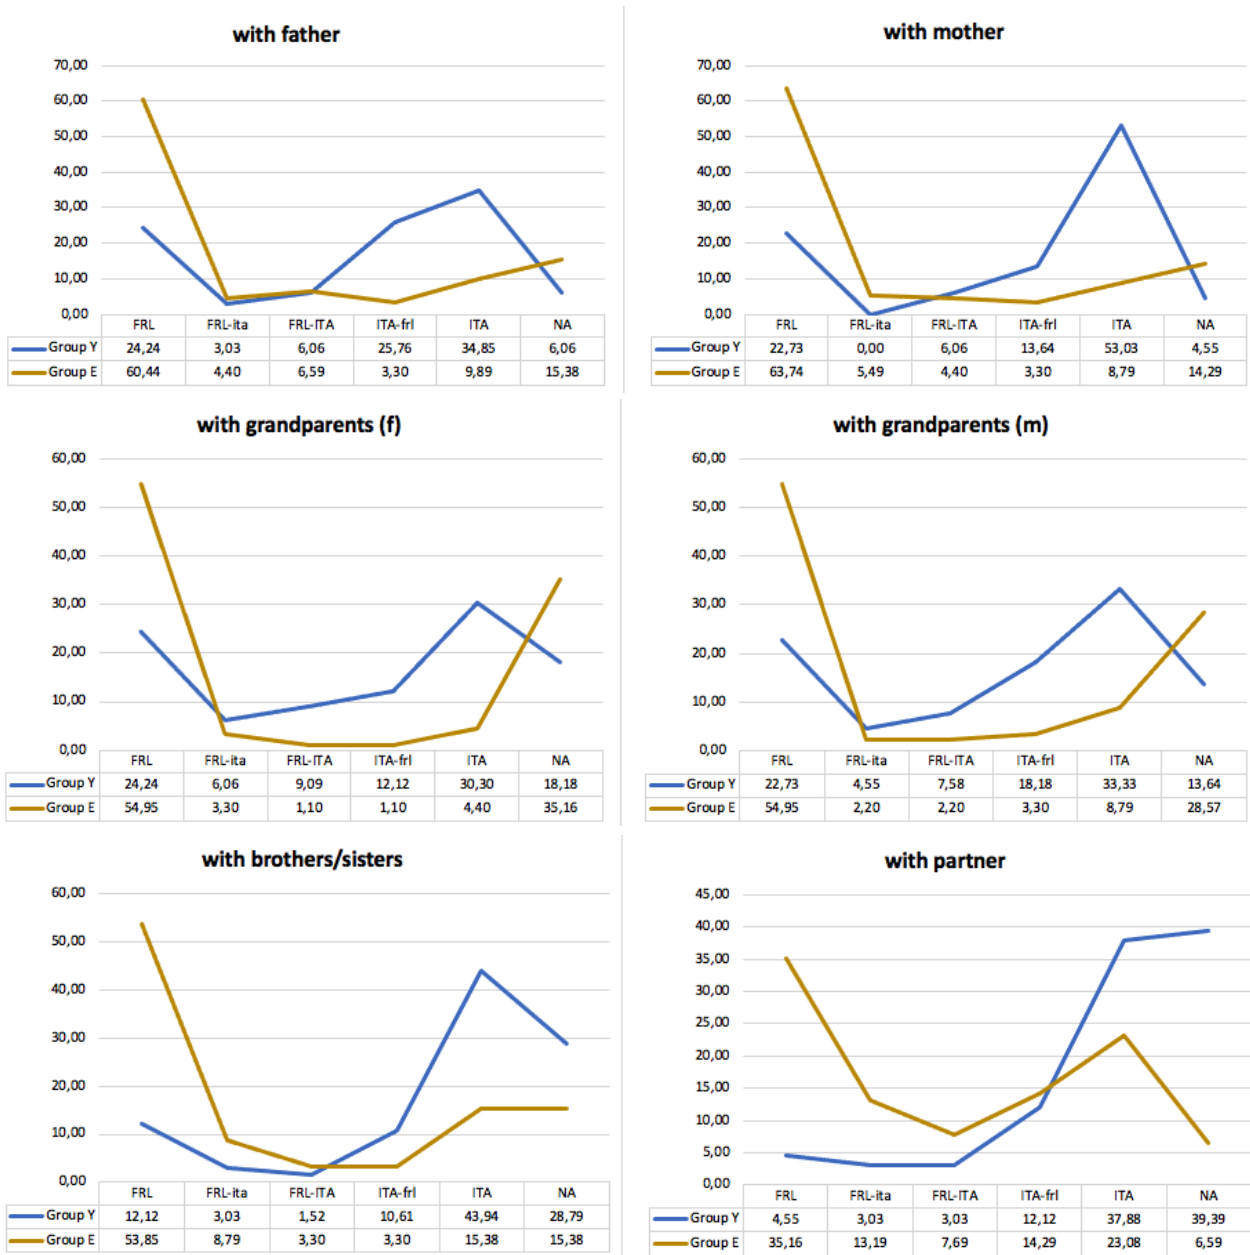 with father
70,00
60,00
50,00
40,00
30,00
20,00
10,00
0,00
FRL FRL-ita FRL-ITA ITA-frl ITA NA
Group Y 24,24 3,03 6,06 25,76 34,85 6,06
Group E 60,44 4,40 6,59 3,30 9,89 15,38
with mother
70,00
60,00
50,00
40,00
30,00
20,00
10,00
0,00
FRL FRL-ita FRL-ITA ITA-frl ITA NA
Group Y 22,73 0,00 6,06 13,64 53,03 4,55
Group E 63,74 5,49 4,40 3,30 8,79 14,29
with grandparents (f)
60,00
50,00
40,00
30,00
20,00
10,00
0,00
FRL FRL-ita FRL-ITA ITA-frl ITA NA
Group Y 24,24 6,06 9,09 12,12 30,30 18,18
Group E 54,95 3,30 1,10 1,10 4,40 35,16
with grandparents (m)
60,00
50,00
40,00
30,00
20,00
10,00
0,00
FRL FRL-ita FRL-ITA ITA-frl ITA NA
Group Y 22,73 4,55 7,58 18,18 33,33 13,64
Group E 54,95 2,20 2,20 3,30 8,79 28,57
with brothers/sisters
60,00
50,00
40,00
30,00
20,00
10,00
0,00
FRL FRL-ita FRL-ITA ITA-frl ITA NA
Group Y 12,12 3,03 1,52 10,61 43,94 28,79
Group E 53,85 8,79 3,30 3,30 15,38 15,38
with partner
45,00
40,00
35,00
30,00
25,00
20,00
15,00
10,00
5,00
0,00
FRL FRL-ita FRL-ITA ITA-frl ITA NA
Group Y 4,55 3,03 3,03 12,12 37,88 39,39
Group E 35,16 13,19 7,69 14,29 23,08 6,59